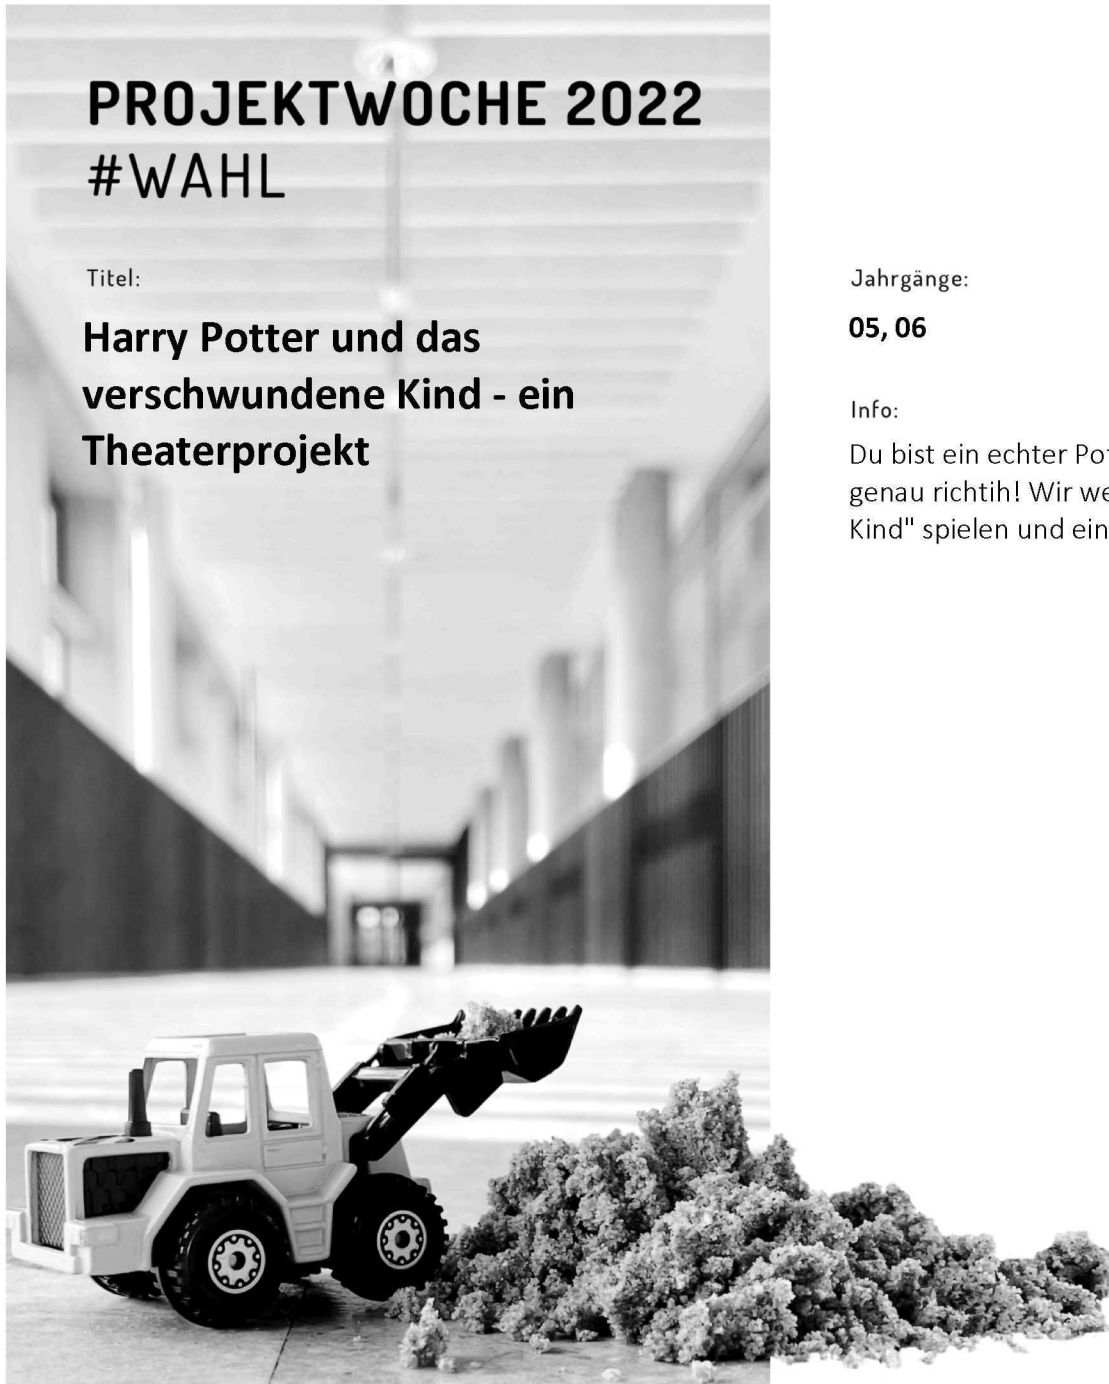 PROJEKTWOCHE 2022
#WAHL
Titel:
Harry Potter und das
verschwundene Kind - ein
Theaterprojekt
Jahrgänge:
05, 06
Info:
Du bist ein echter
genau richtih! Wir
Kind" spielen und ein